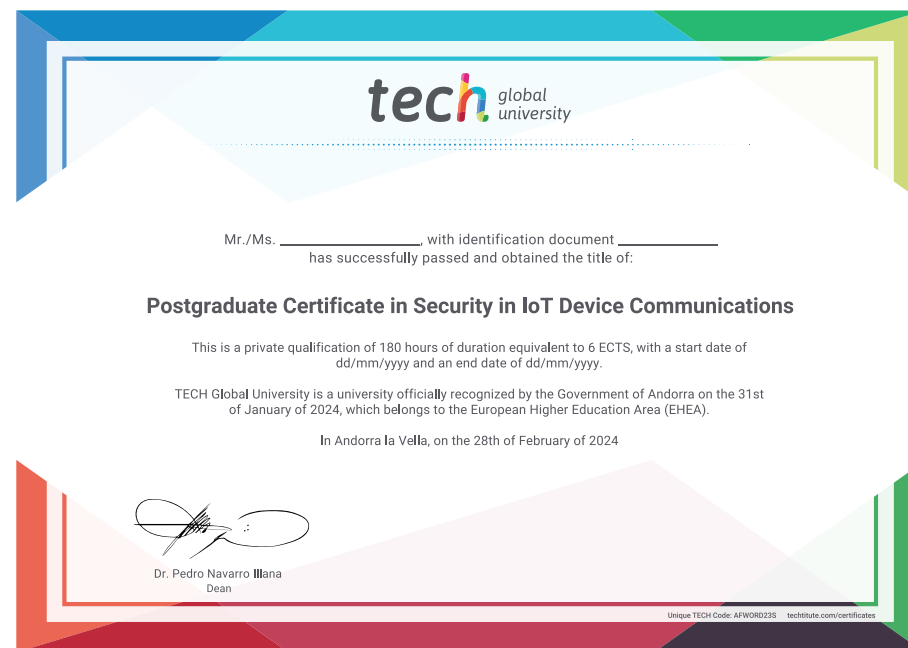 tech global
university
Mr./Ms. ____________, with identification document ____________
has successfully passed and obtained the title of:
Postgraduate Certificate in Security in IoT Device Communications
This is a private qualification of 180 hours of duration equivalent to 6 ECTS, with a start date of
dd/mm/yyyy and an end date of dd/mm/yyyy.
TECH Global University is a university officially recognized by the Government of Andorra on the 31st
of January of 2024, which belongs to the European Higher Education Area (EHEA).
In Andorra la Vella, on the 28th of February of 2024
Dr. Pedro Navarro Illana
Dean
Unique TECH Code: AFWORD23S techtitute.com/certificates